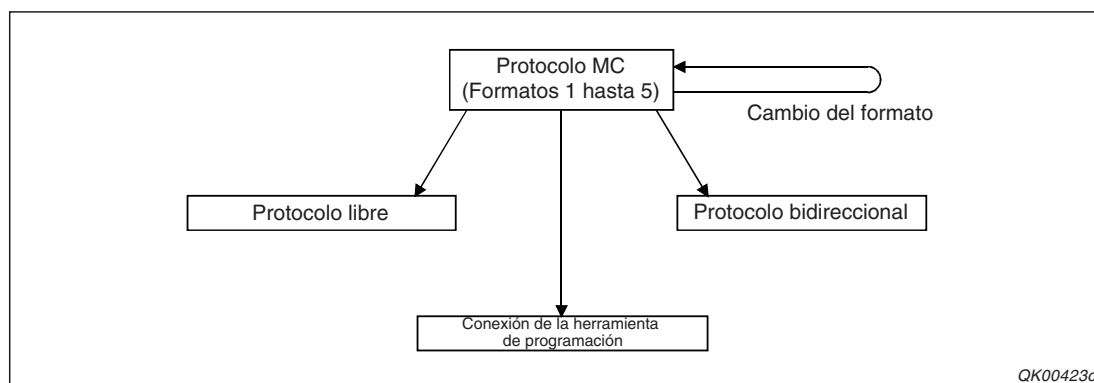 Protocolo MC
(Formatos 1 hasta 5)
Cambio del formato
Protocolo libre
Protocolo bidireccional
Conexión de la herramienta
de programación
QK00423c